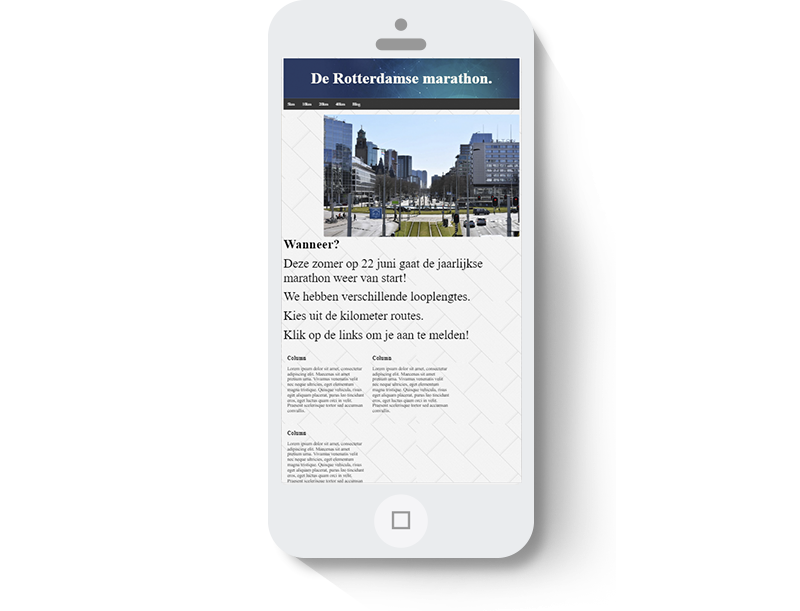 De Rotterdamse marathon.
5km 10km 20km 40km Blog
Wanneer?
Deze zomer op 22 juni gaat de jaarlijkse
marathon weer van start!
We hebben verschillende looplengtes.
Kies uit de kilometer routes.
Klik op de links om je aan te melden!
Column
Lorem ipsum dolor sit amet, consectetur
adipiscing elit. Maecenas sit amet
pretium urna. Vivamus venenatis velit
nec neque ultricies, eget elementum
magna tristique. Quisque vehicula, risus
eget aliquam placerat, purus leo tincidunt
eros, eget luctus quam orci in velit.
Praesent scelerisque tortor sed accumsan
convallis.
Column
Lorem ipsum dolor sit amet, consectetur
adipiscing elit. Maecenas sit amet
pretium urna. Vivamus venenatis velit
nec neque ultricies, eget elementum
magna tristique. Quisque vehicula, risus
eget aliquam placerat, purus leo tincidunt
eros, eget luctus quam orci in velit.
Praesent scelerisque tortor sed accumsan
convallis.
Column
Lorem ipsum dolor sit amet, consectetur
adipiscing elit. Maecenas sit amet
pretium urna. Vivamus venenatis velit
nec neque ultricies, eget elementum
magna tristique. Quisque vehicula, risus
eget aliquam placerat, purus leo tincidunt
eros, eget luctus quam orci in velit.
Praesent scelerisque tortor sed accumsan